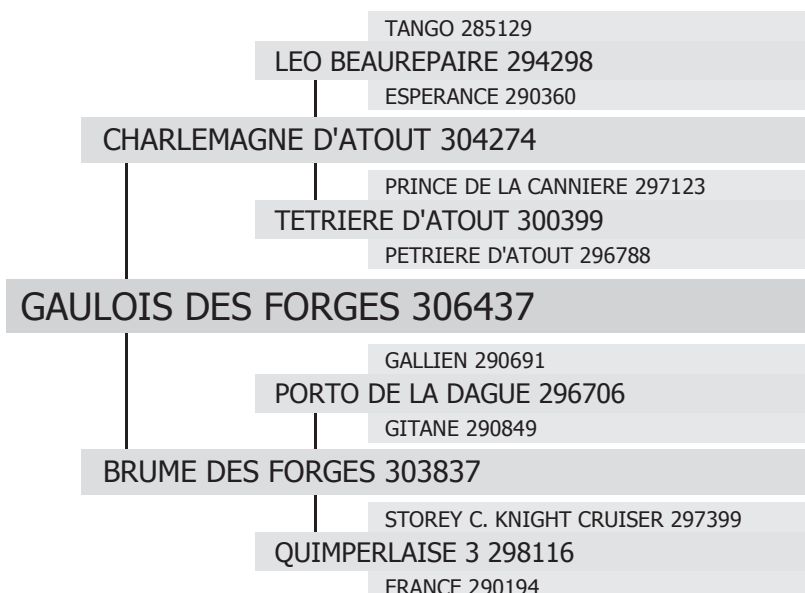 TANGO 285129
LEO BEAUREPAIRE 294298
ESPERANCE 290360
CHARLEMAGNE D'ATOUT 304274
PRINCE DE LA CANNIERE 297123
TETRIERE D'ATOUT 300399
PETRIERE D'ATOUT 296788
GAULOIS DES FORGES 306437
GALLIEN 290691
PORTO DE LA DAGUE 296706
GITANE 290849
BRUME DES FORGES 303837
STOREY C. KNIGHT CRUISER 297399
QUIMPERLAISE 3 298116
FRANCE 290194